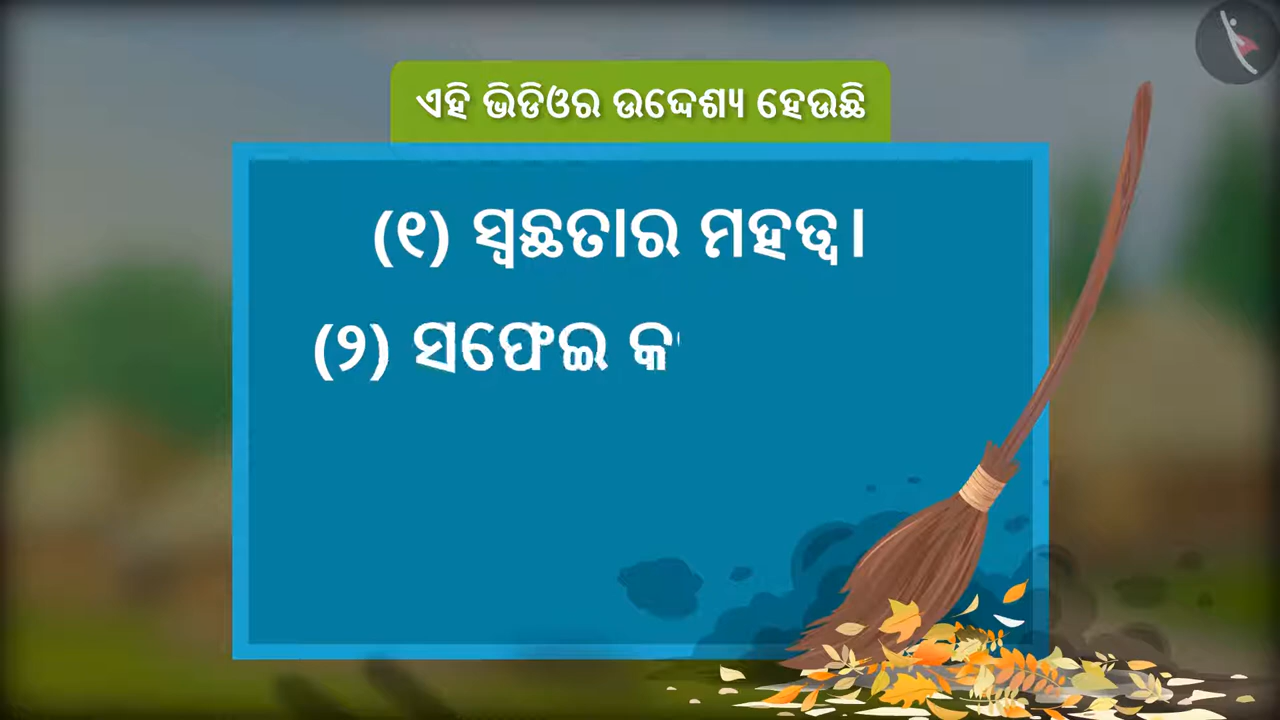 ଏହି ଭିଡିଓର ଉଦ୍ଦେଶ୍ୟ ହେଉଛି
(୧) ସ୍ୱଛତାର ମହତ୍ୱ।
(୨) ସଫେଇ